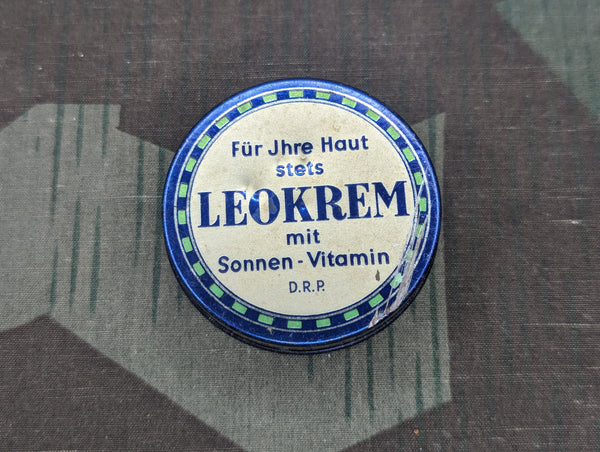 Für Jhre Haut
stets
LEOKREM
mit
Sonnen-Vitamin
D.R.P.